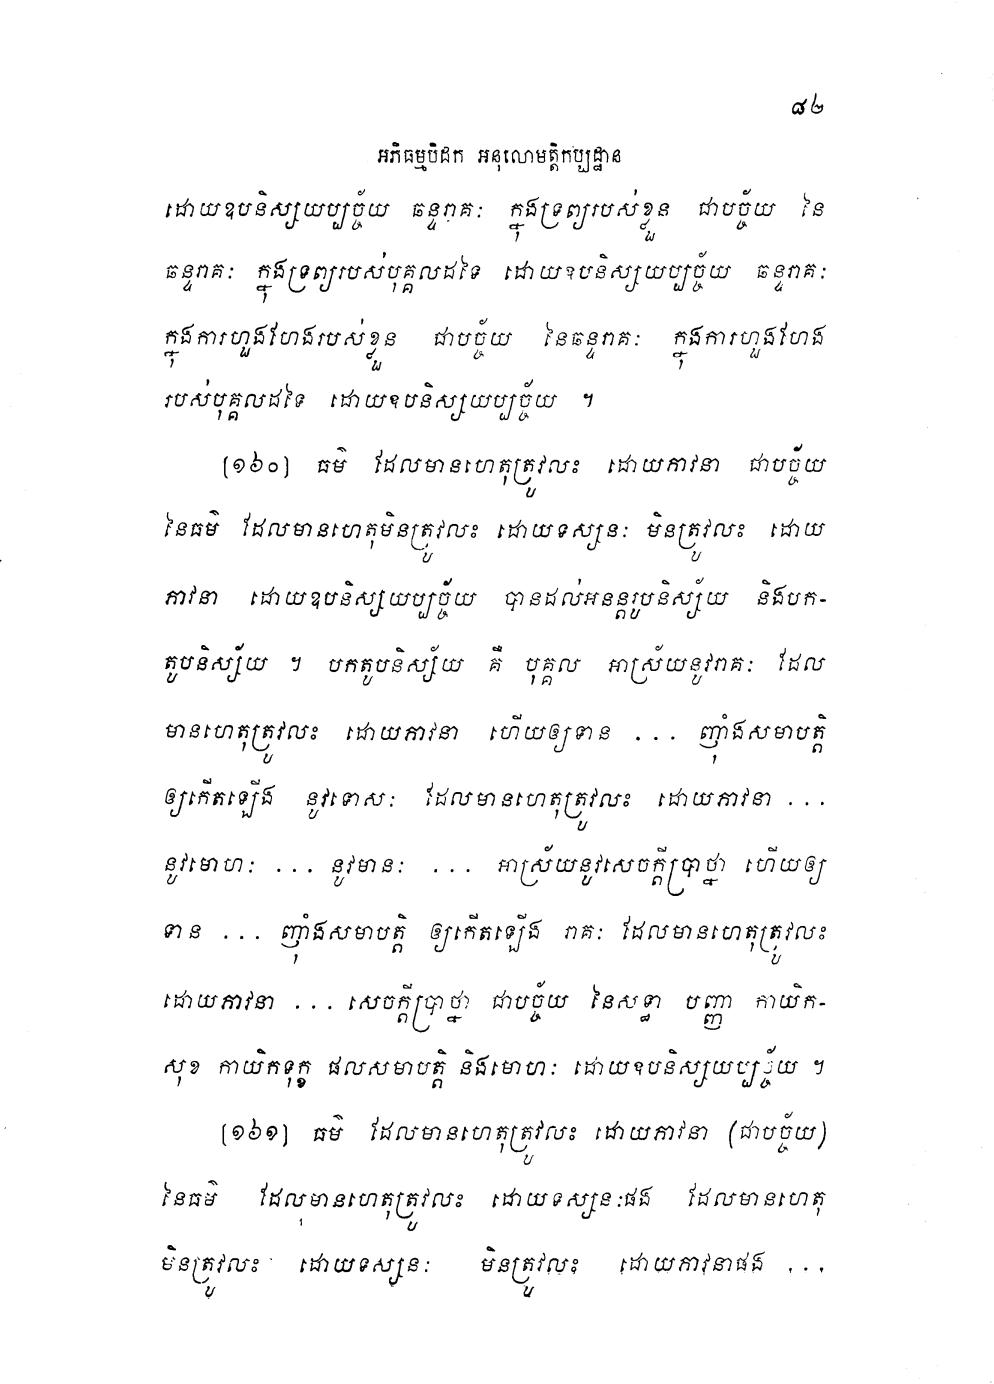 ៨២
អភិធម្មបិដក អនុលោមត្តិកប្បដ្ឋាន
ដោយឧបនិស្សយប្បច្ច័យ ឆន្ទរាគៈ ក្នុងទ្រព្យរបស់ខ្លួន ជាបច្ច័យ នៃ
ឆន្ទរាគៈ ក្នុងទ្រព្យរបស់បុគ្គលដទៃ ដោយឧបនិស្សយប្បច្ច័យ ឆន្ទរាគៈ
ក្នុងការហួងហែងរបស់ខ្លួន ជាបច្ច័យ នៃឆន្ទរាគៈ ក្នុងការហួងហែង
របស់បុគ្គលដទៃ ដោយឧបនិស្សយប្បច្ច័យ ។
[១៦០] ធម៌ ដែលមានហេតុត្រូវលះ ដោយភាវនា ជាបច្ច័យ
នៃធម៌ ដែលមានហេតុមិនត្រូវលះ ដោយទស្សនៈ មិនត្រូវលះ ដោយ
ភាវនា ដោយឧបនិស្សយប្បច្ច័យ បានដល់អនន្តរូបនិស្ស័យ និងបក-
តូបនិស្ស័យ ។ បកតូបនិស្ស័យ គឺ បុគ្គល អាស្រ័យនូវរាគៈ ដែល
មានហេតុត្រូវលះ ដោយភាវនា ហើយឲ្យទាន ... ញុំាងសមាបត្តិ
ឲ្យកើតឡើង នូវទោសៈ ដែលមានហេតុត្រូវលះ ដោយភាវនា ...
នូវមោហៈ ... នូវមានៈ ... អាស្រ័យនូវសេចក្តីប្រាថ្នា ហើយឲ្យ
ទាន ... ញុំាងសមាបត្តិ ឲ្យកើតឡើង រាគៈ ដែលមានហេតុត្រូវលះ
ដោយភាវនា ... សេចក្តីប្រាថ្នា ជាបច្ច័យ នៃសទ្ធា បញ្ញា កាយិក-
សុខ កាយិកទុក្ខ ផលសមាបត្តិ និងមោហៈ ដោយឧបនិស្សយប្បច្ច័យ ។
[១៦១] ធម៌ ដែលមានហេតុត្រូវលះ ដោយភាវនា (ជាបច្ច័យ)
នៃធម៌ ដែលមានហេតុត្រូវលះ ដោយទស្សនៈផង ដែលមានហេតុ
មិនត្រូវលះ ដោយទស្សនៈ មិនត្រូវលះ ដោយភាវនាផង ...